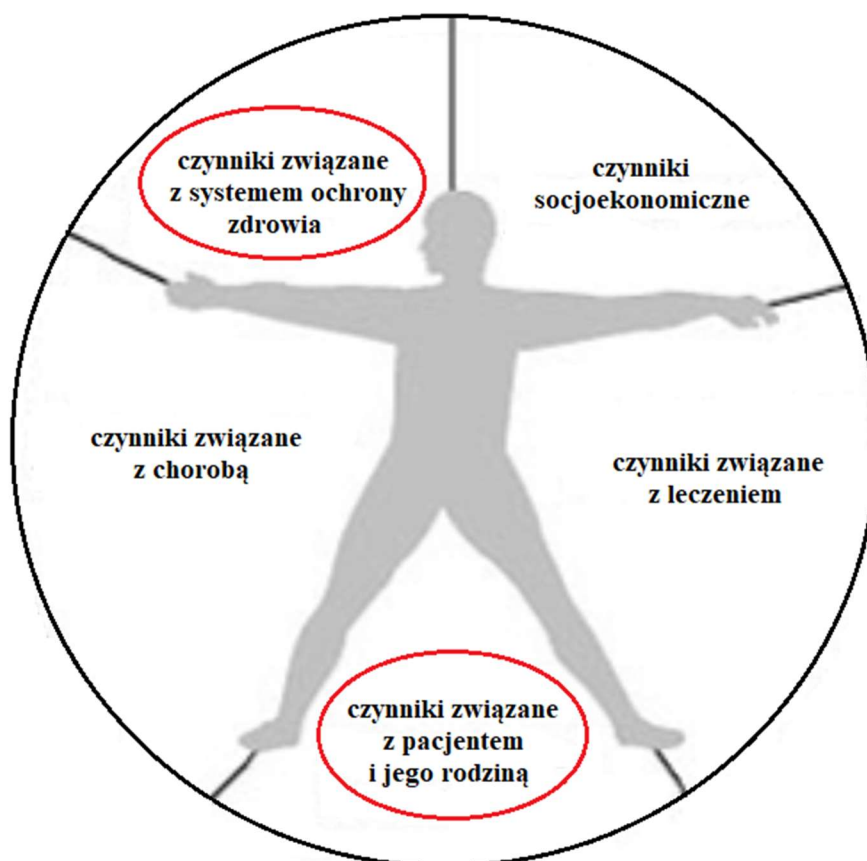 czynniki związane
z systemem ochrony
zdrowia
czynniki
socjoekonomiczne
czynniki związane
z chorobą
czynniki związane
z leczeniem
czynniki związane
z pacjentem
i jego rodziną